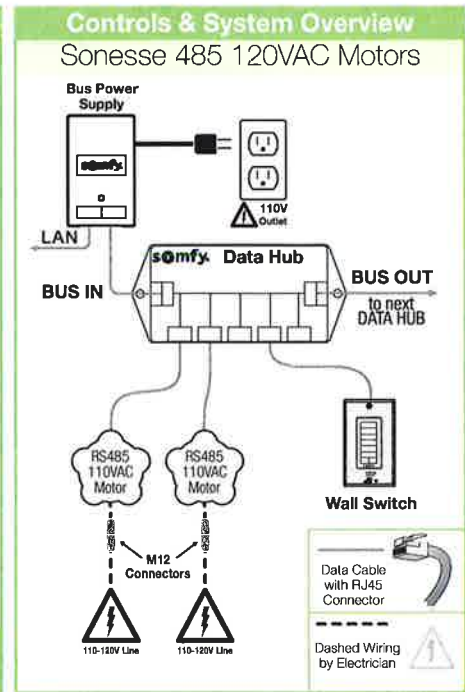 Controls & System Overview
Sonesse 485 120VAC Motors
Bus Power
Supply
somfy.
110V
Outlet
LAN
somfy. Data Hub
BUS IN
BUS OUT
to next
DATA HUB
RS485
110VAC
Motor
RS485
110VAC
Motor
Wall Switch
M12
Connectors
110-120V Line
110-120V Line
Data Cable
with RJ45
Connector
Dashed Wiring
by Electrician